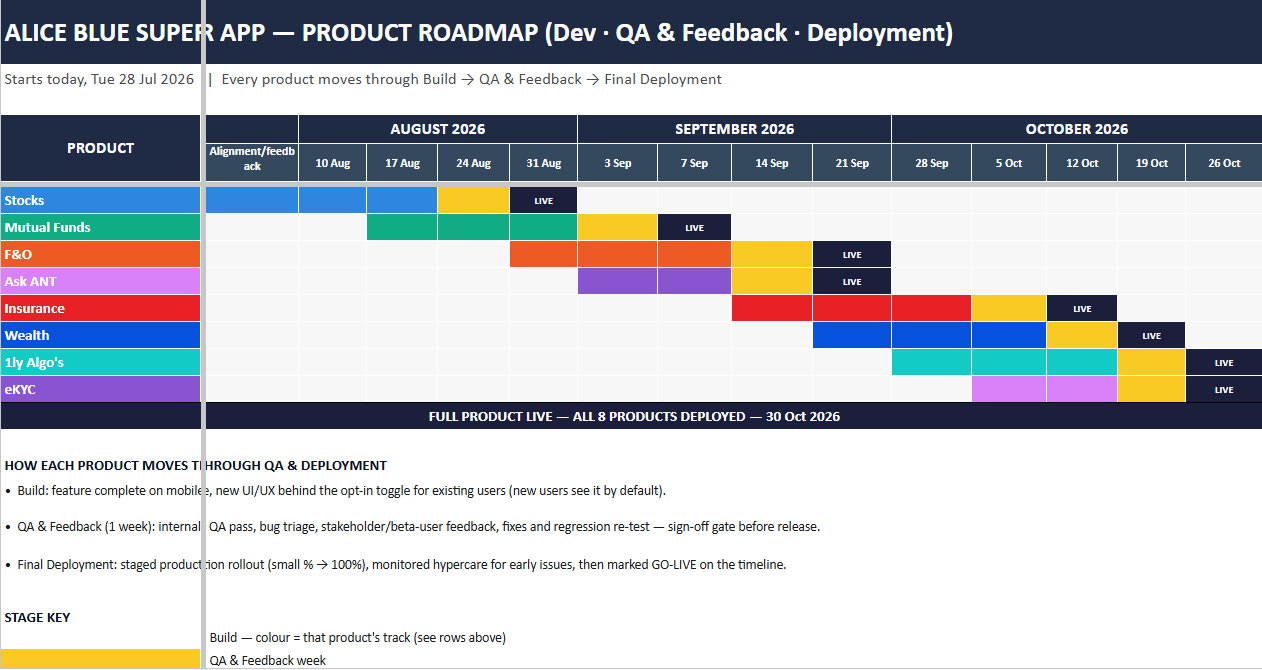 ALICE BLUE SUPER APP — PRODUCT ROADMAP (Dev · QA & Feedback · Deployment)
Starts today, Tue 28 Jul 2026 | Every product moves through Build → QA & Feedback → Final Deployment
PRODUCT
AUGUST 2026 SEPTEMBER 2026 OCTOBER 2026
Alignment/feedb
ack
10 Aug 17 Aug 24 Aug 31 Aug 3 Sep 7 Sep 14 Sep 21 Sep 28 Sep 5 Oct 12 Oct 19 Oct 26 Oct
Stocks LIVE
Mutual Funds LIVE
F&O LIVE
Ask ANT LIVE
Insurance LIVE
Wealth LIVE
1ly Algo's LIVE
eKYC LIVE
FULL PRODUCT LIVE — ALL 8 PRODUCTS DEPLOYED — 30 Oct 2026
HOW EACH PRODUCT MOVES THROUGH QA & DEPLOYMENT
• Build: feature complete on mobile, new UI/UX behind the opt-in toggle for existing users (new users see it by default).
• QA & Feedback (1 week): internal QA pass, bug triage, stakeholder/beta-user feedback, fixes and regression re-test — sign-off gate before release.
• Final Deployment: staged production rollout (small % → 100%), monitored hypercare for early issues, then marked GO-LIVE on the timeline.
STAGE KEY
Build — colour = that product's track (see rows above)
QA & Feedback week